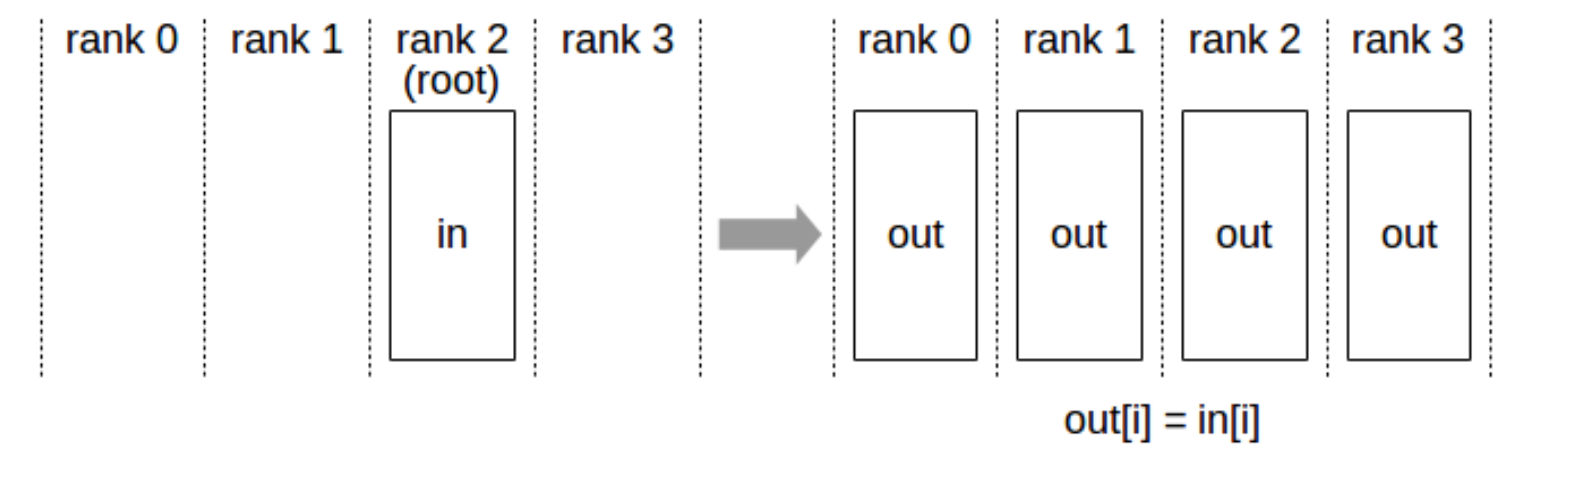 rank 0 rank 1 rank 2 rank 3 rank 0 rank 1 rank 2 rank 3
(root)
in out out out out
out[i] = in[i]